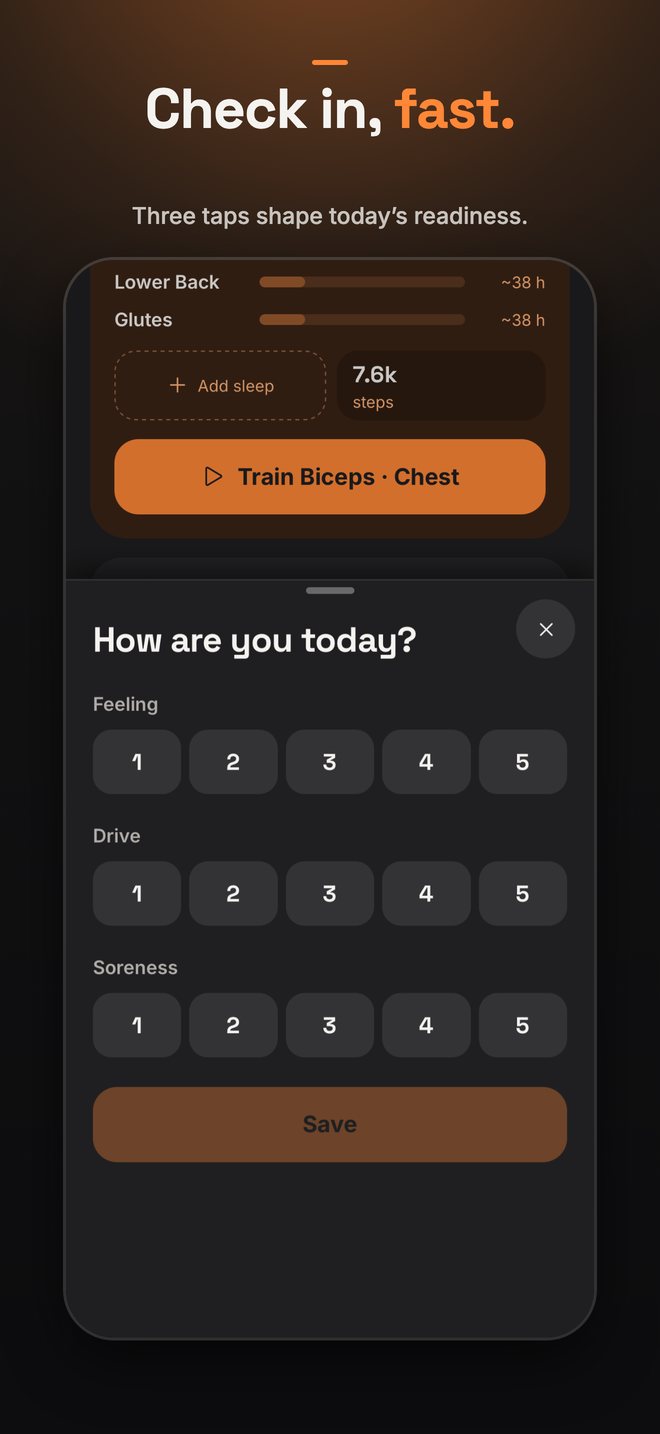 Check in, fast.
Three taps shape today’s readiness.
Lower Back ~38 h
Glutes ~38 h
Add sleep
7.6k
steps
Train Biceps · Chest
How are you today?
Feeling
1 2 3 4 5
Drive
1 2 3 4 5
Soreness
1 2 3 4 5
Save